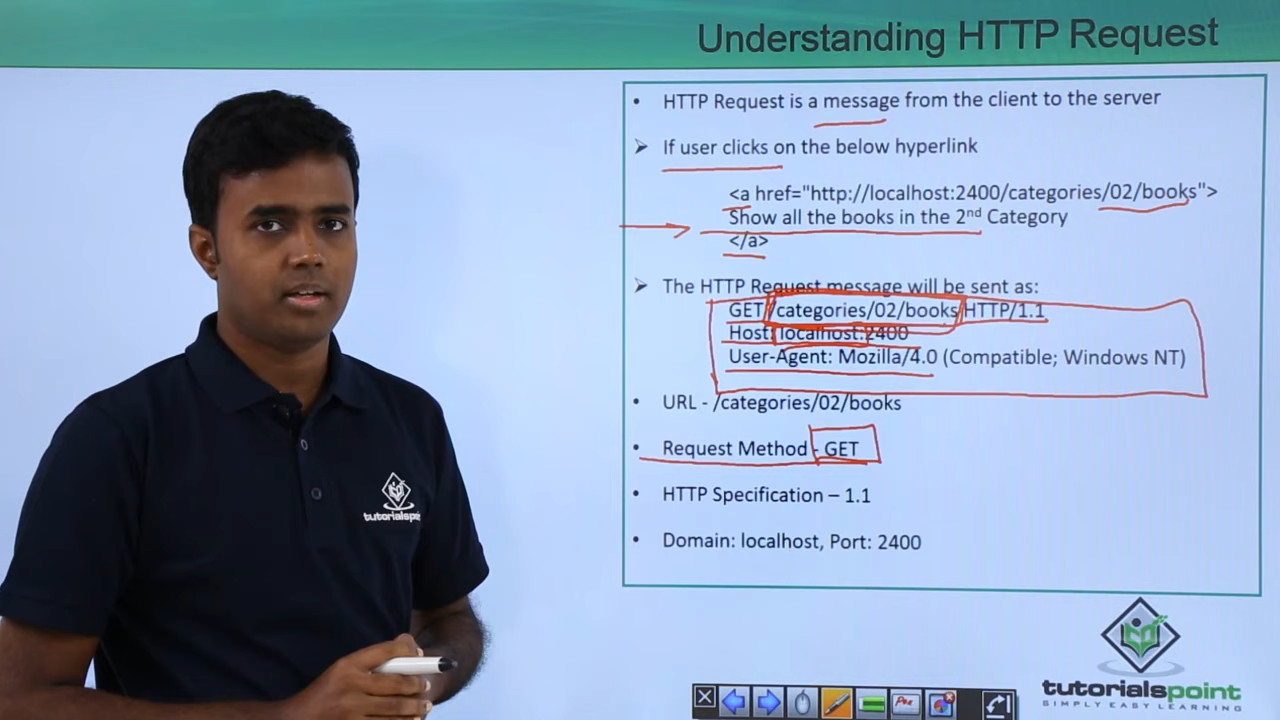 Understanding HTTP Request
• HTTP Request is a message from the client to the server
➢ If user clicks on the below hyperlink
<a href="http://localhost:2400/categories/02/books">
Show all the books in the 2nd Category
</a>
➢ The HTTP Request message will be sent as:
GET /categories/02/books HTTP/1.1
Host: localhost:2400
User-Agent: Mozilla/4.0 (Compatible; Windows NT)
• URL - /categories/02/books
• Request Method - GET
• HTTP Specification – 1.1
• Domain: localhost, Port: 2400
tutorialspoi
tutorialspoint
SIMPLY EASY LEARNING
Pen